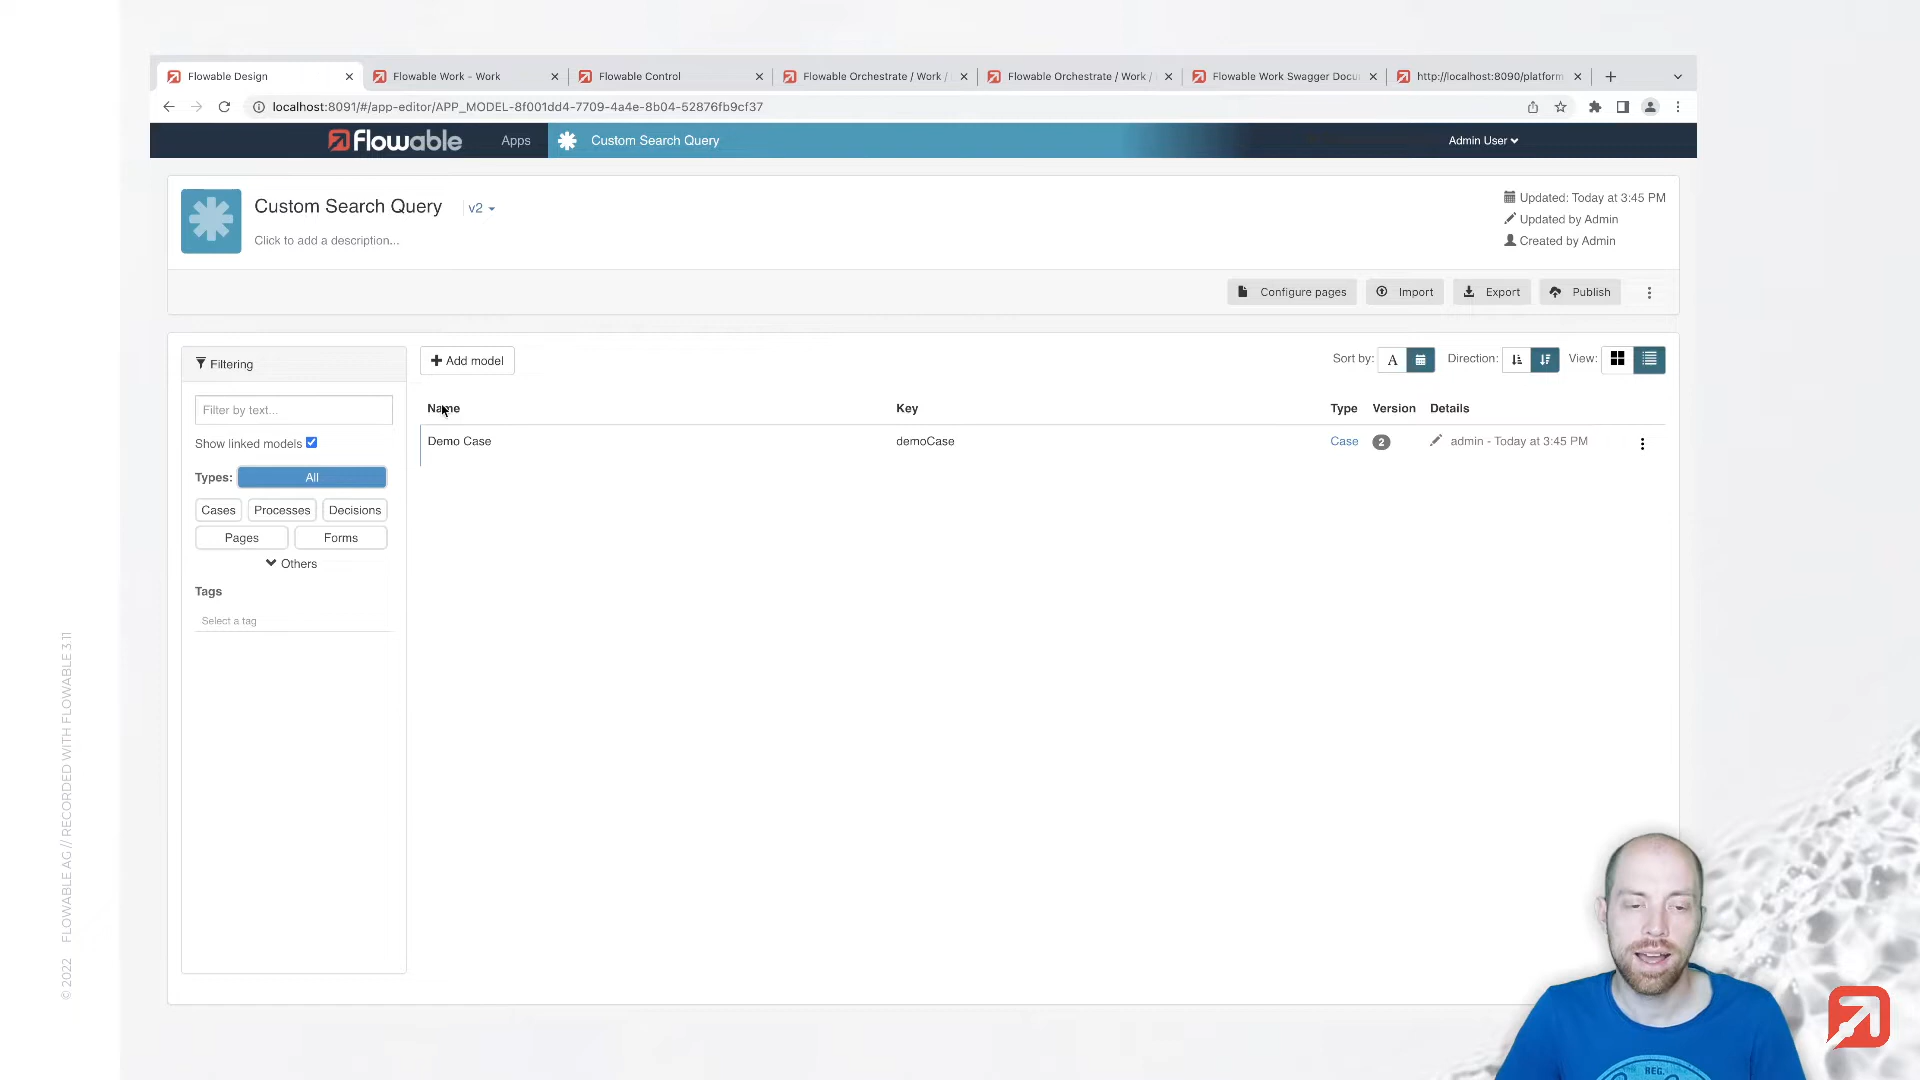 Flowable Design
Flowable Work - Work
Flowable Control
Flowable Orchestrate / Work /
Flowable Orchestrate / Work /
Flowable Work Swagger Docu
http://localhost:8090/platform
localhost:8091/#/app-editor/APP_MODEL-8f001dd4-7709-4a4e-8b04-52876fb9cf37
Flowable
Apps
Custom Search Query
Admin User
Custom Search Query
v2
Click to add a description...
Updated: Today at 3:45 PM
Updated by Admin
Created by Admin
Configure pages
Import
Export
Publish
Filtering
Add model
Sort by:
A
Direction:
View:
Filter by text...
Show linked models
Types:
All
Cases
Processes
Decisions
Pages
Forms
Others
Tags
Select a tag
Name
Key
Type
Version
Details
Demo Case
demoCase
Case
2
admin - Today at 3:45 PM
© 2022 FLOWABLE AG // RECORDED WITH FLOWABLE 3.11
REG.